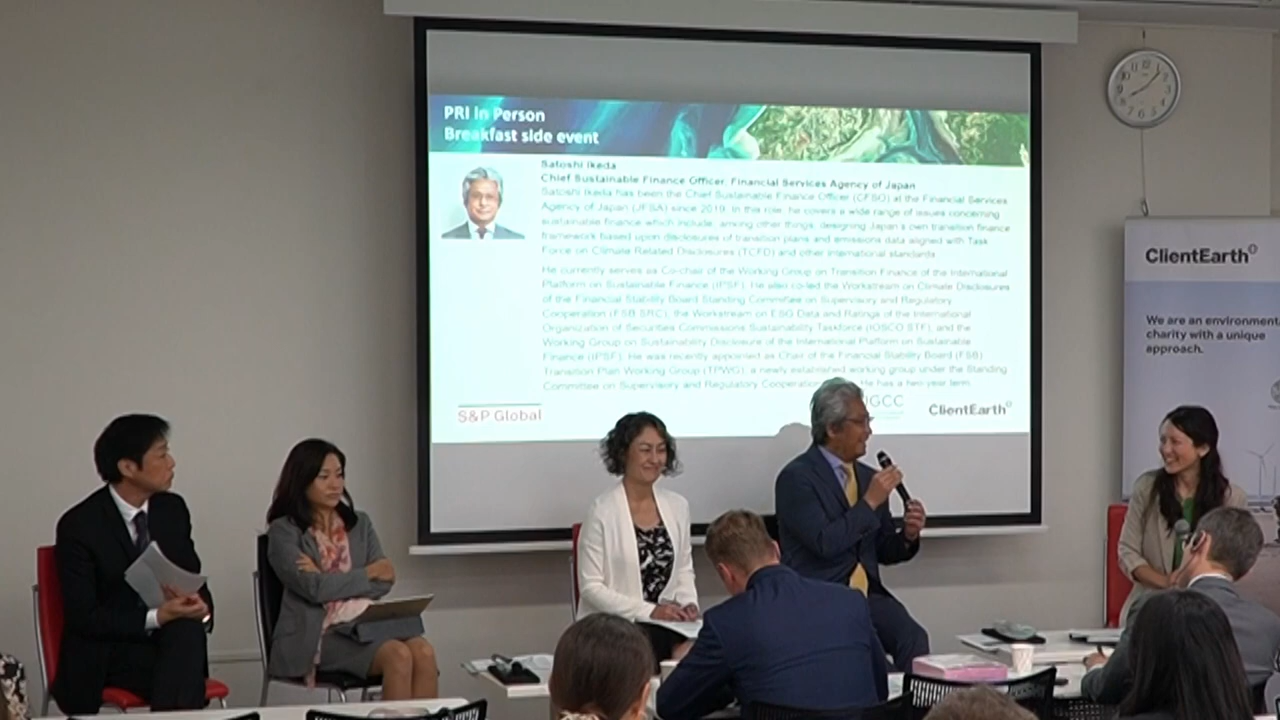 PRI In Person
Breakfast side event
Satoshi Ikeda
Chief Sustainable Finance Officer, Financial Services Agency of Japan
Satoshi Ikeda has been the Chief Sustainable Finance Officer (CFSO) at the Financial Services
Agency of Japan (JFSA) since 2019. In this role, he covers a wide range of issues concerning
sustainable finance which include, among other things, designing Japan's own transition finance
framework based upon disclosures of transition plans and emissions data aligned with Task
Force on Climate Related Disclosures (TCFD) and other international standards.
He currently serves as Co-chair of the Working Group on Transition Finance of the International
Platform on Sustainable Finance (IPSF). He also co-led the Workstream on Climate Disclosures
of the Financial Stability Board Standing Committee on Supervisory and Regulatory
Cooperation (FSB SRC), the Workstream on ESG Data and Ratings of the International
Organization of Securities Commissions Sustainability Taskforce (IOSCO STF), and the
Working Group on Sustainability Disclosure of the International Platform on Sustainable
Finance (IPSF). He was recently appointed as Chair of the Financial Stability Board (FSB)
Transition Plan Working Group (TPWG), a newly established working group under the Standing
Committee on Supervisory and Regulatory Cooperation He has a two year term
S&P Global
IGCC
ClientEarth
ClientEarth
We are an environment
charity with a unique
approach.